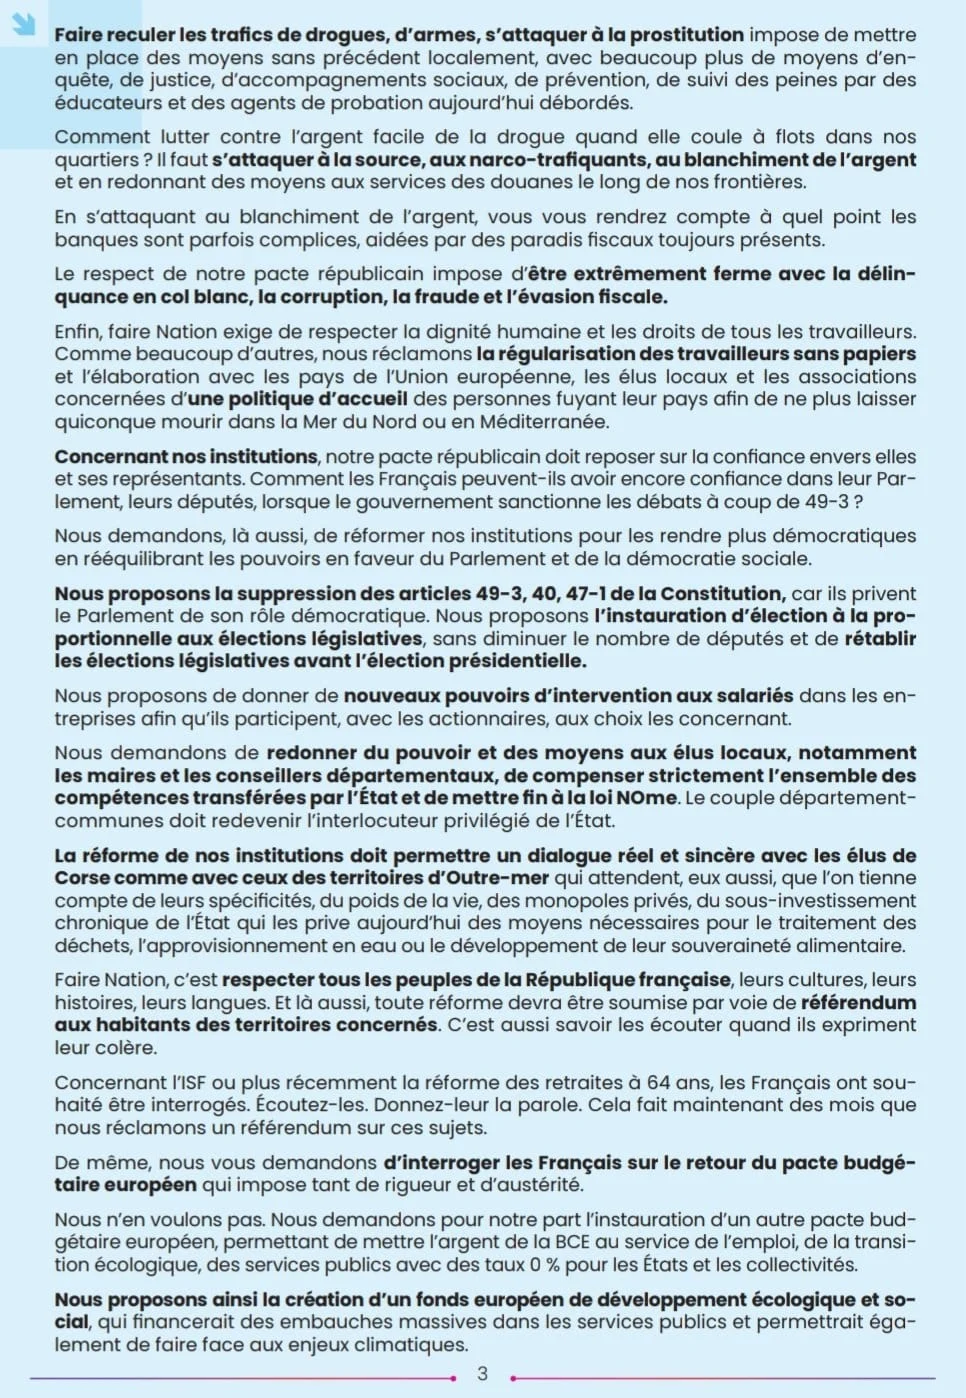 Faire reculer les trafics de drogues, d’armes, s’attaquer à la prostitution impose de mettre
en place des moyens sans précédent localement, avec beaucoup plus de moyens d’en-
quête, de justice, d’accompagnements sociaux, de prévention, de suivi des peines par des
éducateurs et des agents de probation aujourd’hui débordés.
Comment lutter contre l’argent facile de la drogue quand elle coule à flots dans nos
quartiers ? Il faut s’attaquer à la source, aux narco-trafiquants, au blanchiment de l’argent
et en redonnant des moyens aux services des douanes le long de nos frontières.
En s’attaquant au blanchiment de l’argent, vous vous rendrez compte à quel point les
banques sont parfois complices, aidées par des paradis fiscaux toujours présents.
Le respect de notre pacte républicain impose d’être extrêmement ferme avec la délin-
quance en col blanc, la corruption, la fraude et l’évasion fiscale.
Enfin, faire Nation exige de respecter la dignité humaine et les droits de tous les travailleurs.
Comme beaucoup d’autres, nous réclamons la régularisation des travailleurs sans papiers
et l’élaboration avec les pays de l’Union européenne, les élus locaux et les associations
concernées d’une politique d’accueil des personnes fuyant leur pays afin de ne plus laisser
quiconque mourir dans la Mer du Nord ou en Méditerranée.
Concernant nos institutions, notre pacte républicain doit reposer sur la confiance envers elles
et ses représentants. Comment les Français peuvent-ils avoir encore confiance dans leur Par-
lement, leurs députés, lorsque le gouvernement sanctionne les débats à coup de 49-3 ?
Nous demandons, là aussi, de réformer nos institutions pour les rendre plus démocratiques
en rééquilibrant les pouvoirs en faveur du Parlement et de la démocratie sociale.
Nous proposons la suppression des articles 49-3, 40, 47-1 de la Constitution, car ils privent
le Parlement de son rôle démocratique. Nous proposons l’instauration d’élection à la pro-
portionnelle aux élections législatives, sans diminuer le nombre de députés et de rétablir
les élections législatives avant l’élection présidentielle.
Nous proposons de donner de nouveaux pouvoirs d’intervention aux salariés dans les en-
treprises afin qu’ils participent, avec les actionnaires, aux choix les concernant.
Nous demandons de redonner du pouvoir et des moyens aux élus locaux, notamment
les maires et les conseillers départementaux, de compenser strictement l’ensemble des
compétences transférées par l’État et de mettre fin à la loi NOme. Le couple département-
communes doit redevenir l’interlocuteur privilégié de l’État.
La réforme de nos institutions doit permettre un dialogue réel et sincère avec les élus de
Corse comme avec ceux des territoires d’Outre-mer qui attendent, eux aussi, que l’on tienne
compte de leurs spécificités, du poids de la vie, des monopoles privés, du sous-investissement
chronique de l’État qui les prive aujourd’hui des moyens nécessaires pour le traitement des
déchets, l’approvisionnement en eau ou le développement de leur souveraineté alimentaire.
Faire Nation, c’est respecter tous les peuples de la République française, leurs cultures, leurs
histoires, leurs langues. Et là aussi, toute réforme devra être soumise par voie de référendum
aux habitants des territoires concernés. C’est aussi savoir les écouter quand ils expriment
leur colère.
Concernant l’ISF ou plus récemment la réforme des retraites à 64 ans, les Français ont sou-
haité être interrogés. Écoutez-les. Donnez-leur la parole. Cela fait maintenant des mois que
nous réclamons un référendum sur ces sujets.
De même, nous vous demandons d’interroger les Français sur le retour du pacte budgé-
taire européen qui impose tant de rigueur et d’austérité.
Nous n’en voulons pas. Nous demandons pour notre part l’instauration d’un autre pacte bud-
gétaire européen, permettant de mettre l’argent de la BCE au service de l’emploi, de la transi-
tion écologique, des services publics avec des taux 0 % pour les États et les collectivités.
Nous proposons ainsi la création d’un fonds européen de développement écologique et so-
cial, qui financerait des embauches massives dans les services publics et permettrait éga-
lement de faire face aux enjeux climatiques.
3